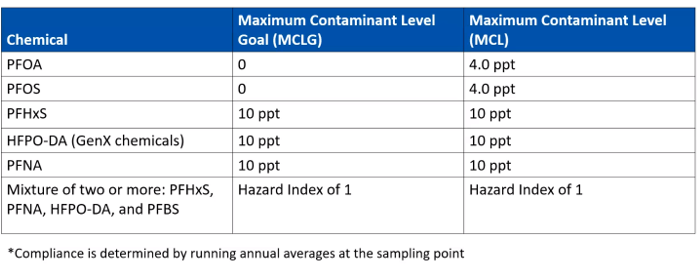 Chemical
Maximum Contaminant Level
Goal (MCLG)
Maximum Contaminant Level
(MCL)
PFOA
0
4.0 ppt
PFOS
0
4.0 ppt
PFHxS
10 ppt
10 ppt
HFPO-DA (GenX chemicals)
10 ppt
10 ppt
PFNA
10 ppt
10 ppt
Mixture of two or more: PFHxS,
PFNA, HFPO-DA, and PFBS
Hazard Index of 1
Hazard Index of 1
*Compliance is determined by running annual averages at the sampling point